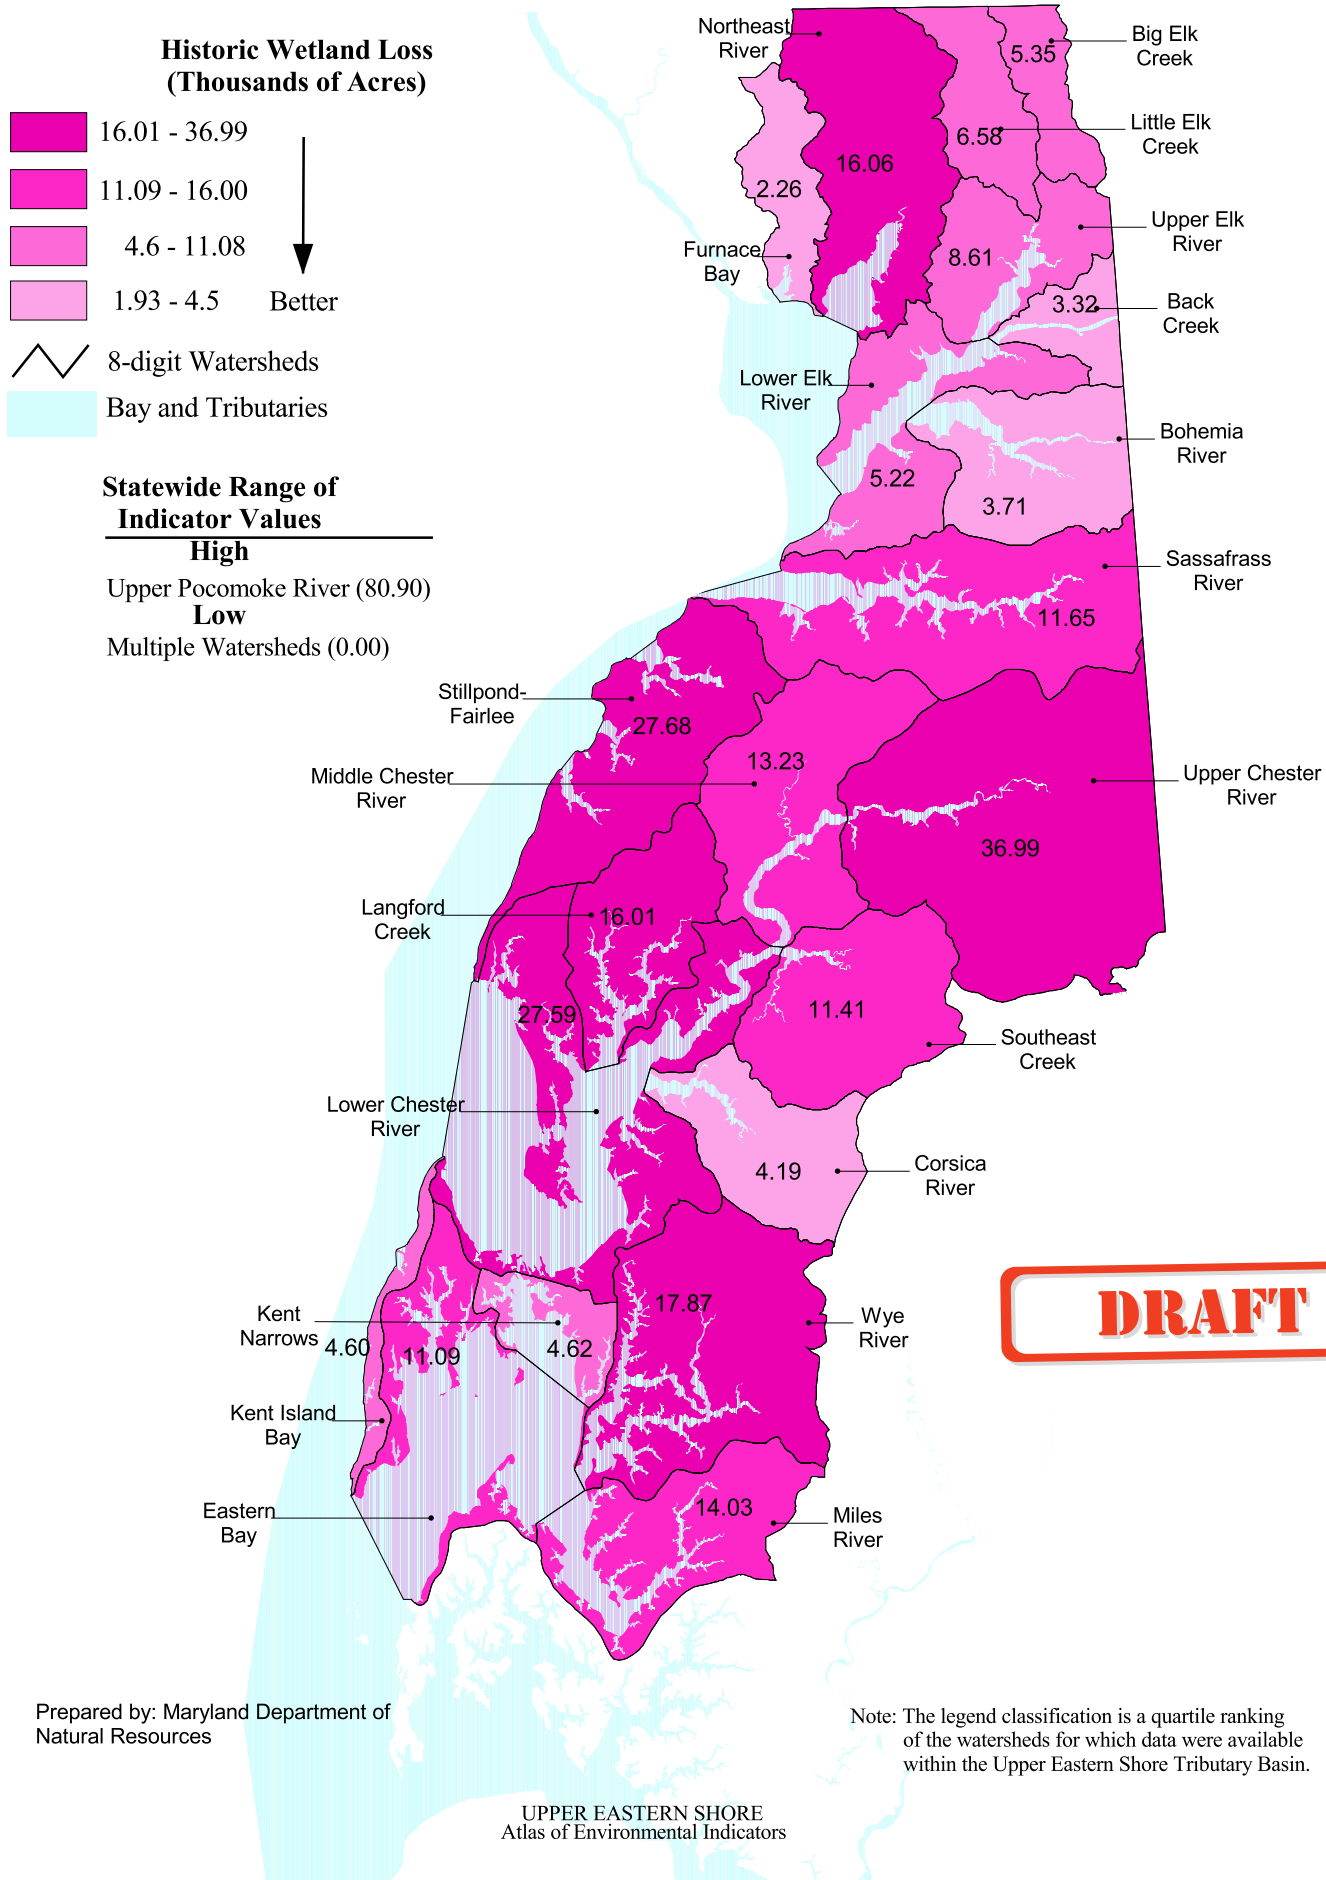 Historic Wetland Loss
(Thousands of Acres)
16.01 - 36.99
11.09 - 16.00
4.6 - 11.08
1.93 - 4.5
Better
8-digit Watersheds
Bay and Tributaries
Statewide Range of
Indicator Values
High
Upper Pocomoke River (80.90)
Low
Multiple Watersheds (0.00)
Northeast
River
Big Elk
Creek
5.35
Little Elk
Creek
6.58
16.06
2.26
Upper Elk
River
Furnace
Bay
8.61
Back
Creek
3.32
Lower Elk
River
Bohemia
River
5.22
3.71
Sassafrass
River
11.65
Stillpond-
Fairlee
27.68
13.23
Middle Chester
River
Upper Chester
River
36.99
Langford
Creek
16.01
27.59
11.41
Southeast
Creek
Lower Chester
River
4.19
Corsica
River
Kent
Narrows
17.87
Wye
River
4.60
11.09
4.62
DRAFT
Kent Island
Bay
Eastern
Bay
14.03
Miles
River
Prepared by: Maryland Department of
Natural Resources
Note: The legend classification is a quartile ranking
of the watersheds for which data were available
within the Upper Eastern Shore Tributary Basin.
UPPER EASTERN SHORE
Atlas of Environmental Indicators